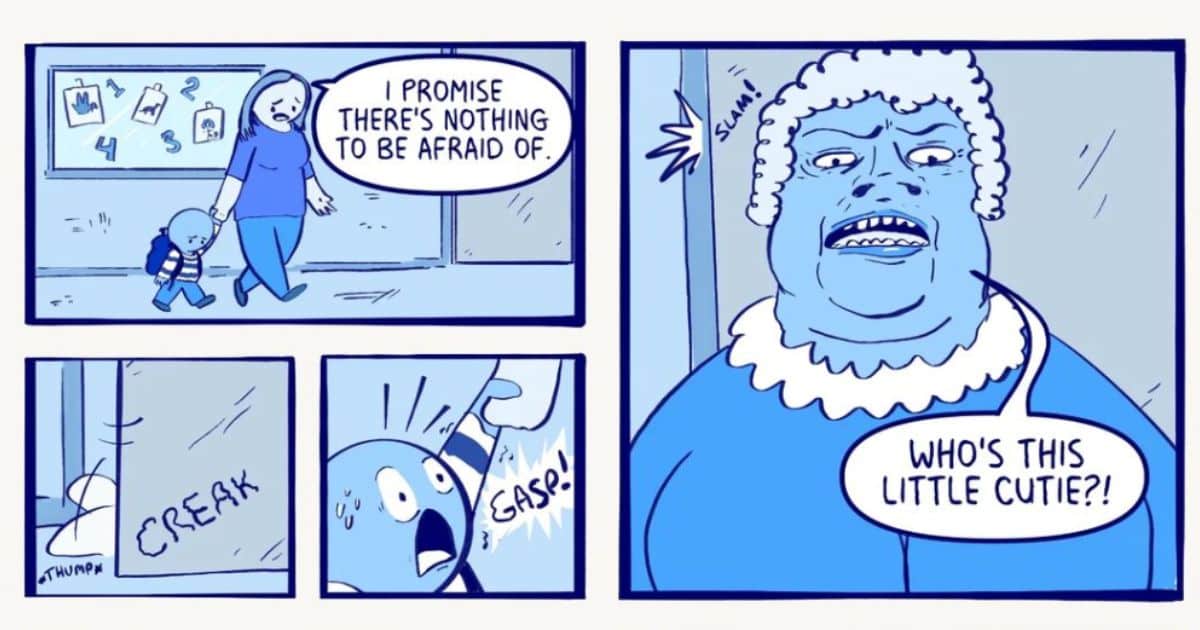 1
2
3
4
I PROMISE
THERE'S NOTHING
TO BE AFRAID OF.
CREAK
*THUMP*
GASP!
SLAM!
WHO'S THIS
LITTLE CUTIE?!